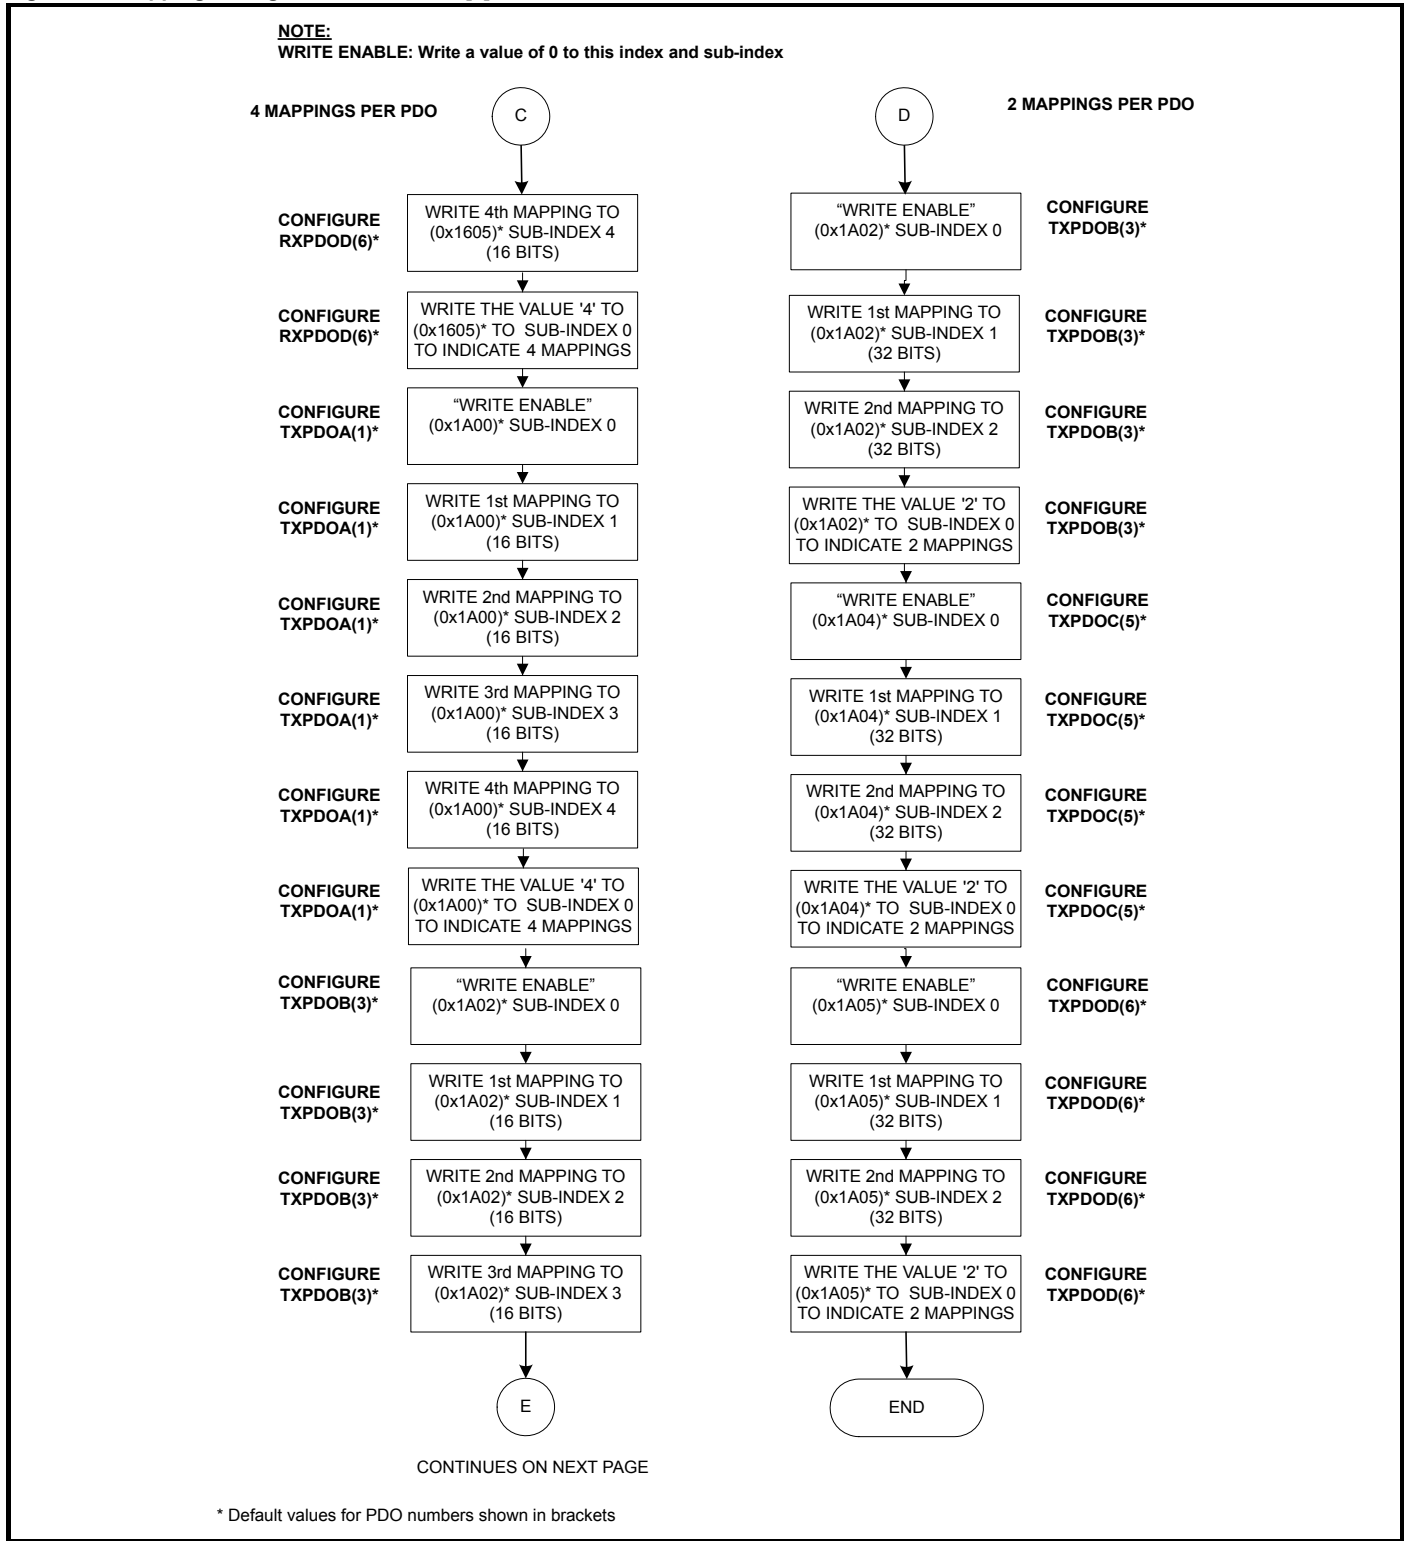 NOTE:
WRITE ENABLE: Write a value of 0 to this index and sub-index
4 MAPPINGS PER PDO
C
CONFIGURE
RXPDOD(6)*
WRITE 4th MAPPING TO
(0x1605)* SUB-INDEX 4
(16 BITS)
CONFIGURE
RXPDOD(6)*
WRITE THE VALUE '4' TO
(0x1605)* TO SUB-INDEX 0
TO INDICATE 4 MAPPINGS
CONFIGURE
TXPDOA(1)*
“WRITE ENABLE”
(0x1A00)* SUB-INDEX 0
CONFIGURE
TXPDOA(1)*
WRITE 1st MAPPING TO
(0x1A00)* SUB-INDEX 1
(16 BITS)
CONFIGURE
TXPDOA(1)*
WRITE 2nd MAPPING TO
(0x1A00)* SUB-INDEX 2
(16 BITS)
CONFIGURE
TXPDOA(1)*
WRITE 3rd MAPPING TO
(0x1A00)* SUB-INDEX 3
(16 BITS)
CONFIGURE
TXPDOA(1)*
WRITE 4th MAPPING TO
(0x1A00)* SUB-INDEX 4
(16 BITS)
CONFIGURE
TXPDOA(1)*
WRITE THE VALUE '4' TO
(0x1A00)* TO SUB-INDEX 0
TO INDICATE 4 MAPPINGS
CONFIGURE
TXPDOB(3)*
“WRITE ENABLE”
(0x1A02)* SUB-INDEX 0
CONFIGURE
TXPDOB(3)*
WRITE 1st MAPPING TO
(0x1A02)* SUB-INDEX 1
(16 BITS)
CONFIGURE
TXPDOB(3)*
WRITE 2nd MAPPING TO
(0x1A02)* SUB-INDEX 2
(16 BITS)
CONFIGURE
TXPDOB(3)*
WRITE 3rd MAPPING TO
(0x1A02)* SUB-INDEX 3
(16 BITS)
E
CONTINUES ON NEXT PAGE
D
2 MAPPINGS PER PDO
“WRITE ENABLE”
(0x1A02)* SUB-INDEX 0
CONFIGURE
TXPDOB(3)*
WRITE 1st MAPPING TO
(0x1A02)* SUB-INDEX 1
(32 BITS)
CONFIGURE
TXPDOB(3)*
WRITE 2nd MAPPING TO
(0x1A02)* SUB-INDEX 2
(32 BITS)
CONFIGURE
TXPDOB(3)*
WRITE THE VALUE '2' TO
(0x1A02)* TO SUB-INDEX 0
TO INDICATE 2 MAPPINGS
CONFIGURE
TXPDOB(3)*
“WRITE ENABLE”
(0x1A04)* SUB-INDEX 0
CONFIGURE
TXPDOC(5)*
WRITE 1st MAPPING TO
(0x1A04)* SUB-INDEX 1
(32 BITS)
CONFIGURE
TXPDOC(5)*
WRITE 2nd MAPPING TO
(0x1A04)* SUB-INDEX 2
(32 BITS)
CONFIGURE
TXPDOC(5)*
WRITE THE VALUE '2' TO
(0x1A04)* TO SUB-INDEX 0
TO INDICATE 2 MAPPINGS
CONFIGURE
TXPDOC(5)*
“WRITE ENABLE”
(0x1A05)* SUB-INDEX 0
CONFIGURE
TXPDOD(6)*
WRITE 1st MAPPING TO
(0x1A05)* SUB-INDEX 1
(32 BITS)
CONFIGURE
TXPDOD(6)*
WRITE 2nd MAPPING TO
(0x1A05)* SUB-INDEX 2
(32 BITS)
CONFIGURE
TXPDOD(6)*
WRITE THE VALUE '2' TO
(0x1A05)* TO SUB-INDEX 0
TO INDICATE 2 MAPPINGS
CONFIGURE
TXPDOD(6)*
END
* Default values for PDO numbers shown in brackets